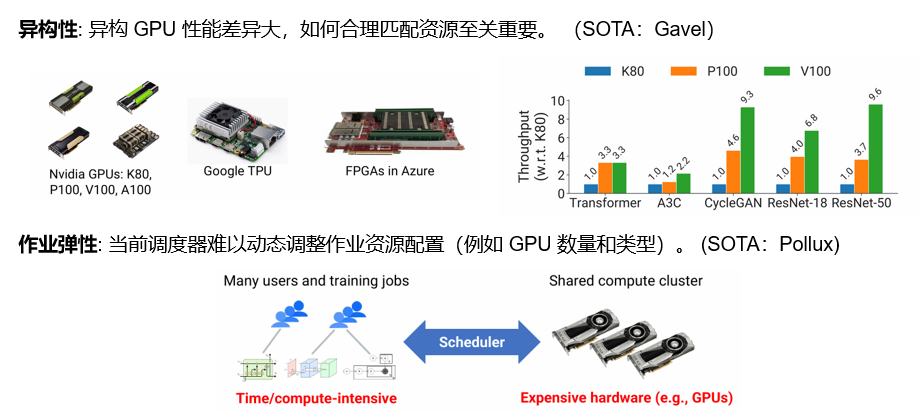 异构性: 异构 GPU 性能差异大，如何合理匹配资源至关重要。 （SOTA：Gavel）
Nvidia GPUs: K80,
P100, V100, A100
Google TPU
FPGAs in Azure
K80 P100 V100
Throughput
(w.r.t. K80)
10
8
6
4
2
0
1.0 3.3 3.3
1.0 1.2 2.2
1.0 4.6 9.3
1.0 4.0 6.8
1.0 3.7 9.6
Transformer A3C CycleGAN ResNet-18 ResNet-50
作业弹性: 当前调度器难以动态调整作业资源配置（例如 GPU 数量和类型）。 (SOTA：Pollux)
Many users and training jobs
Shared compute cluster
Scheduler
Time/compute-intensive
Expensive hardware (e.g., GPUs)